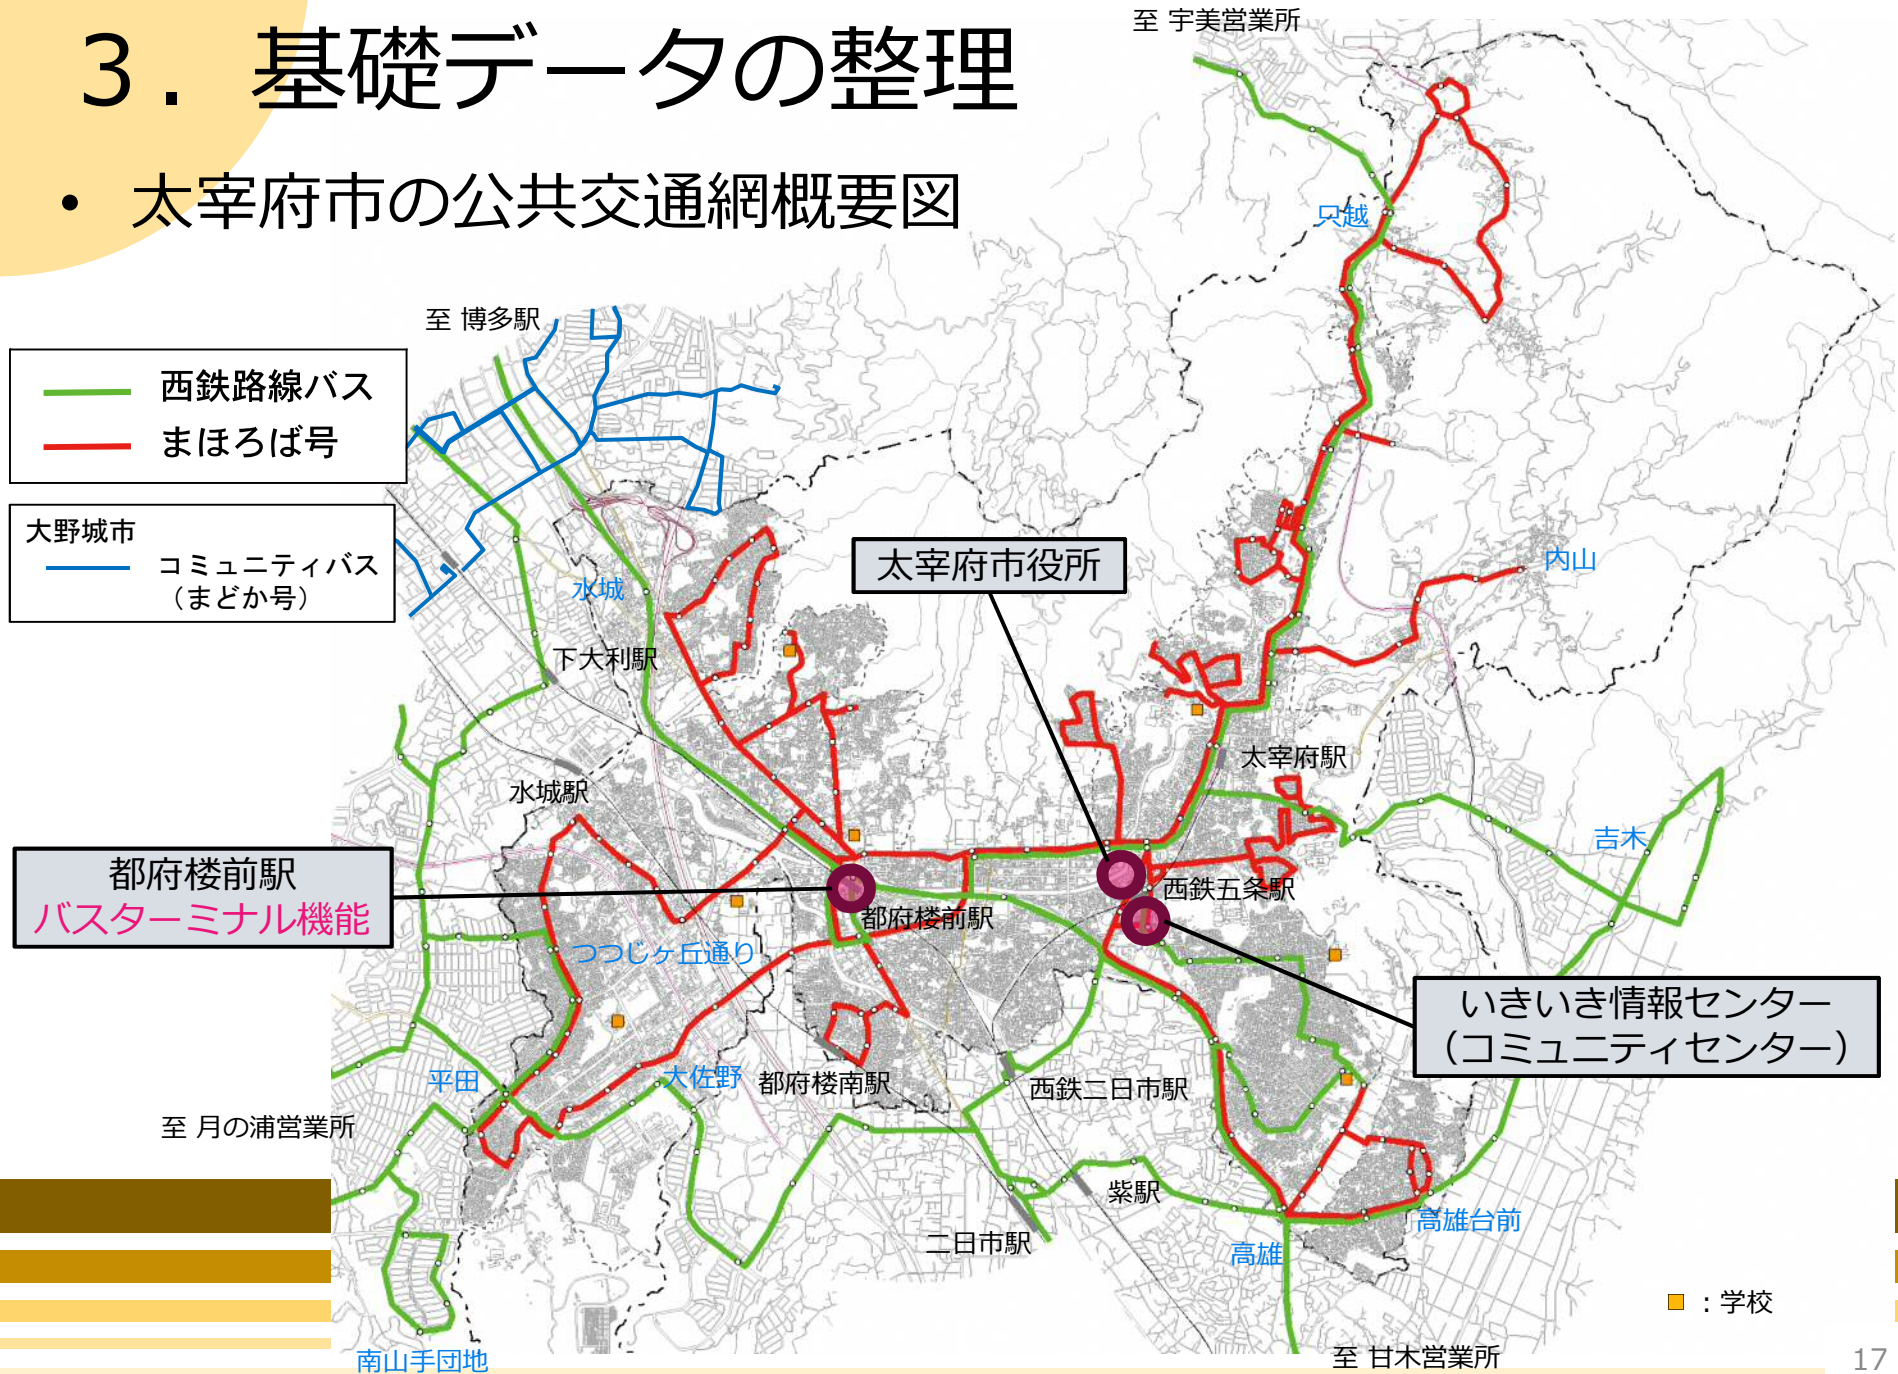 3．基礎データの整理
• 太宰府市の公共交通網概要図
至 宇美営業所
只越
至 博多駅
西鉄路線バス
まほろば号
大野城市
コミュニティバス
（まどか号）
水城
太宰府市役所
内山
下大利駅
水城駅
太宰府駅
吉木
都府楼前駅
バスターミナル機能
西鉄五条駅
都府楼前駅
つつじヶ丘通り
いきいき情報センター
（コミュニティセンター）
平田
大佐野
都府楼南駅
西鉄二日市駅
至 月の浦営業所
紫駅
二日市駅
高雄台前
高雄
：学校
南山手団地
至 甘木営業所
17